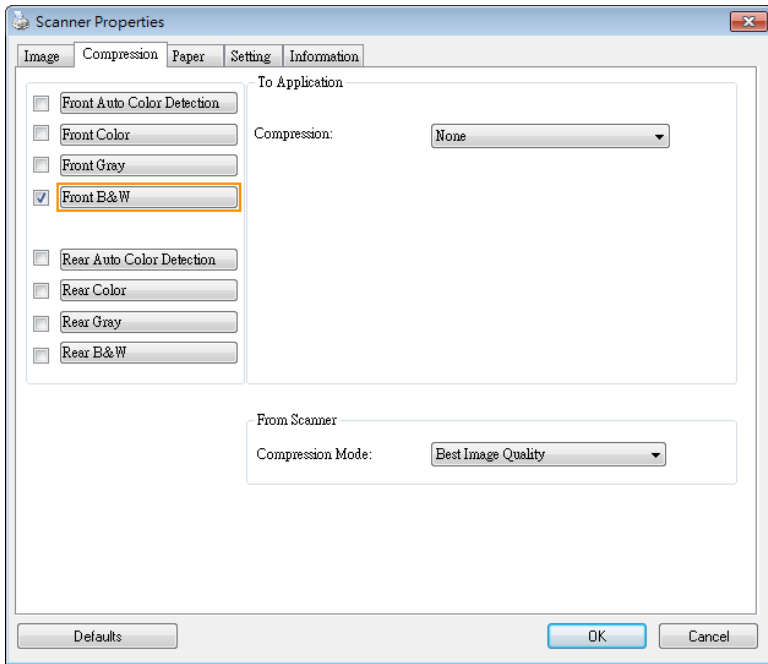 Scanner Properties
Image Compression Paper Setting Information
Front Auto Color Detection
Front Color
Front Gray
Front B&W
Rear Auto Color Detection
Rear Color
Rear Gray
Rear B&W
To Application
Compression: None
From Scanner
Compression Mode: Best Image Quality
Defaults OK Cancel